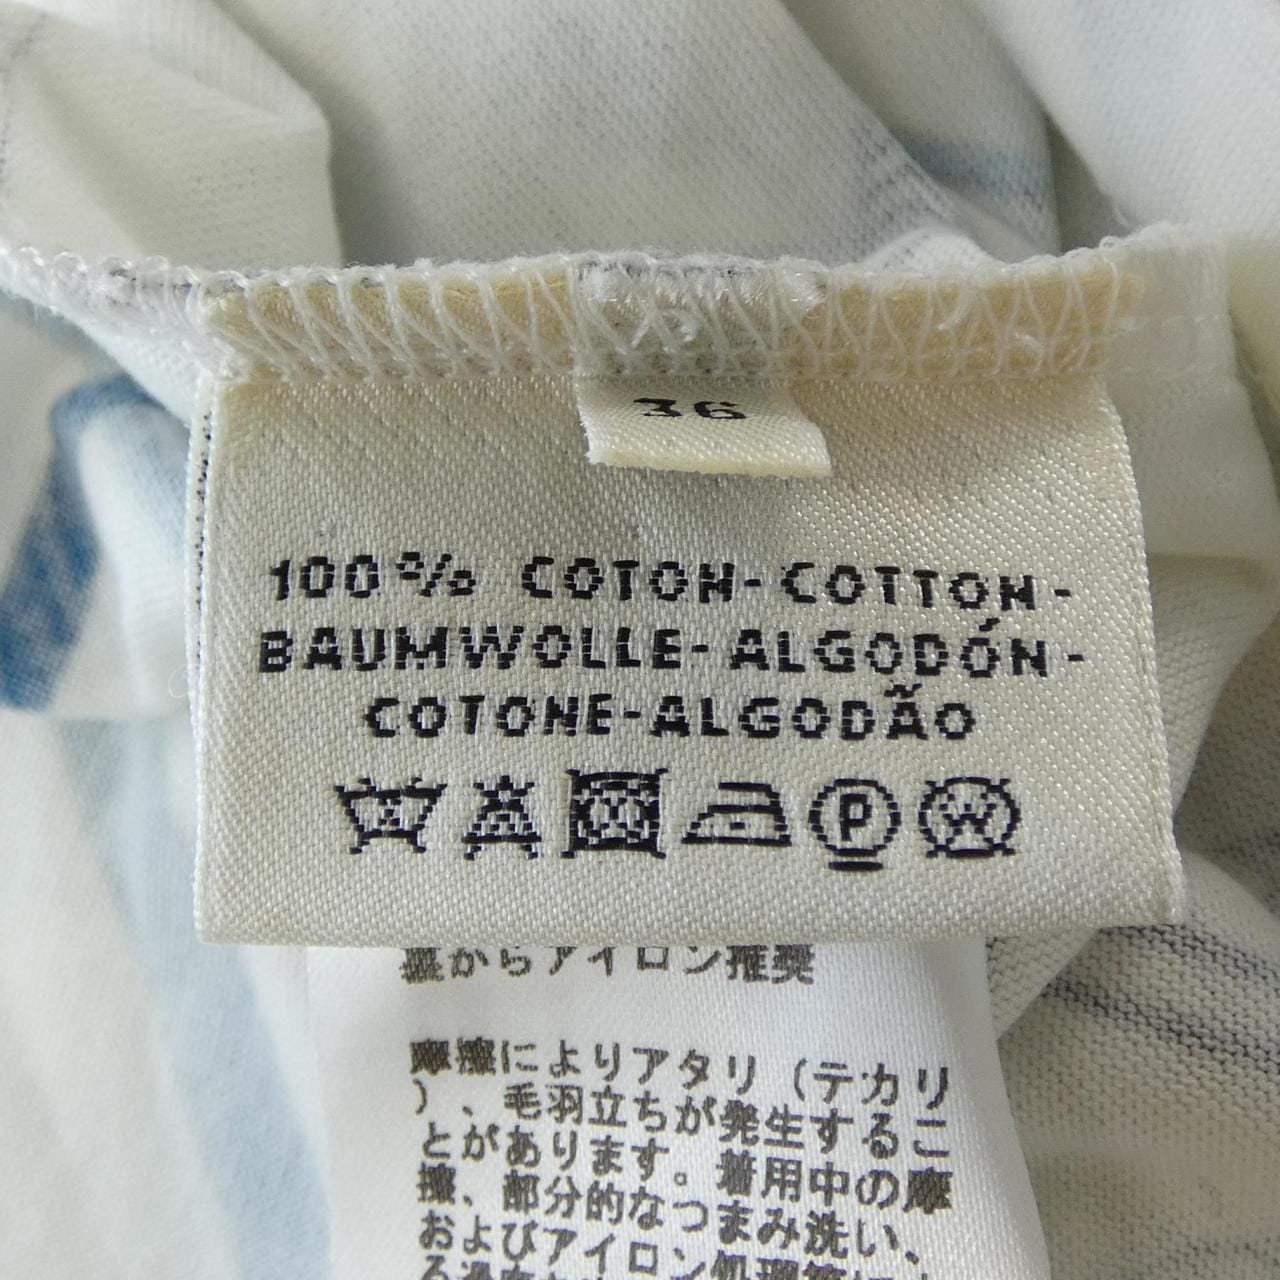 36
100% COTON-COTTON-
BAUMWOLLE-ALGODÓN-
COTONE-ALGODÃO
P W
裏からアイロン推奨
摩擦によりアタリ（テカリ
）、毛羽立ちが発生するこ
とがあります。着用中の摩
擦、部分的なつまみ洗い、
およびアイロン処理等に